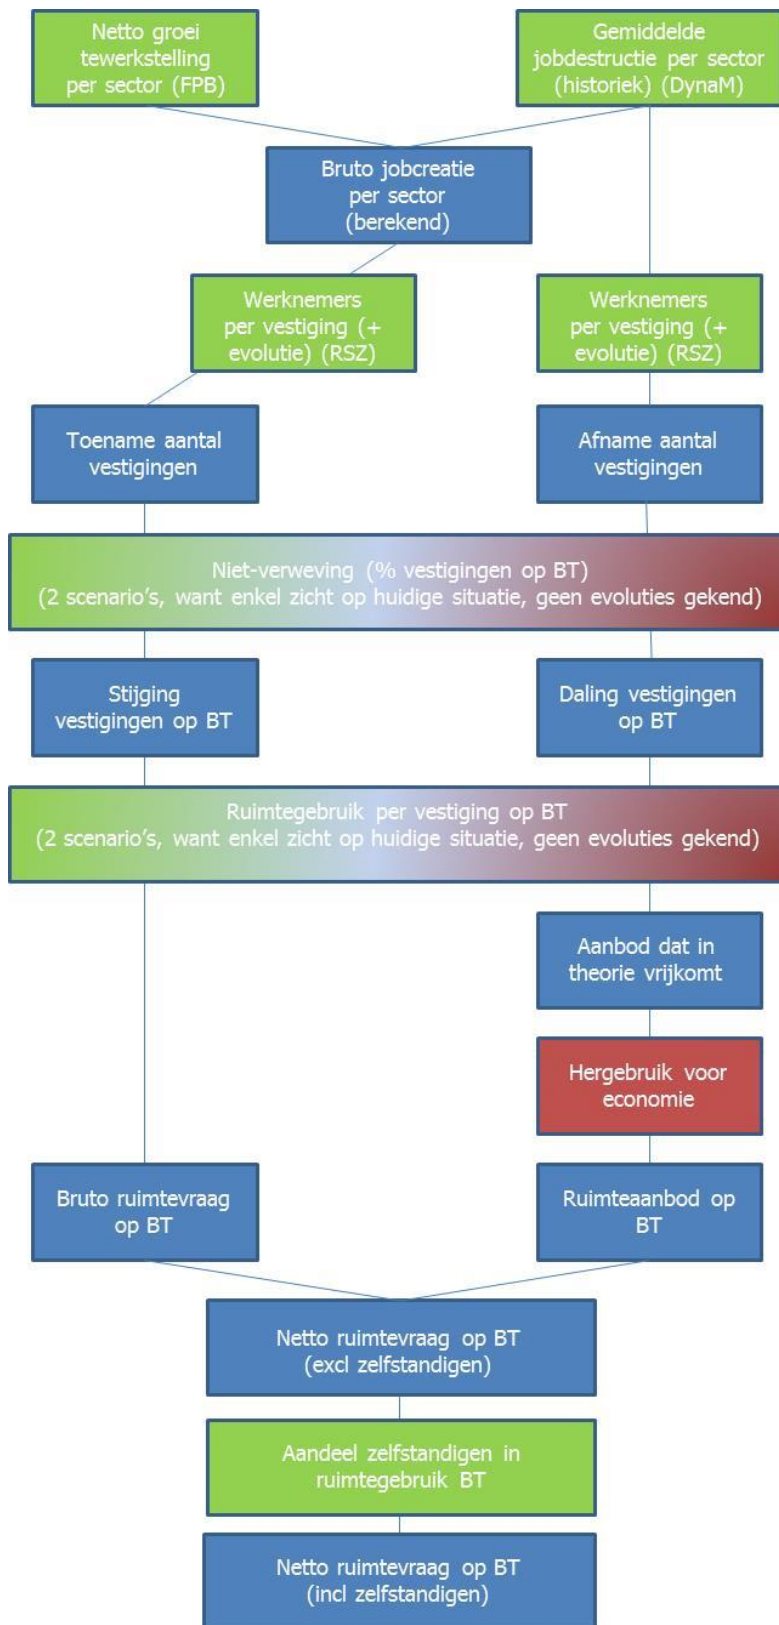 Netto groei
tewerkstelling
per sector (FPB)
Gemiddelde
jobdestructie per sector
(historiek) (DynaM)
Bruto jobcreatie
per sector
(berekend)
Werknemers
per vestiging (+
evolutie) (RSZ)
Werknemers
per vestiging (+
evolutie) (RSZ)
Toename aantal
vestigingen
Afname aantal
vestigingen
Niet-verweving (% vestigingen op BT)
(2 scenario's, want enkel zicht op huidige situatie, geen evoluties gekend)
Stijging
vestigingen op BT
Daling vestigingen
op BT
Ruimtegebruik per vestiging op BT
(2 scenario's, want enkel zicht op huidige situatie, geen evoluties gekend)
Aanbod dat in
theorie vrijkomt
Hergebruik voor
economie
Bruto ruimtevraag
op BT
Ruimteaanbod op
BT
Netto ruimtevraag op BT
(excl zelfstandigen)
Aandeel zelfstandigen in
ruimtegebruik BT
Netto ruimtevraag op BT
(incl zelfstandigen)